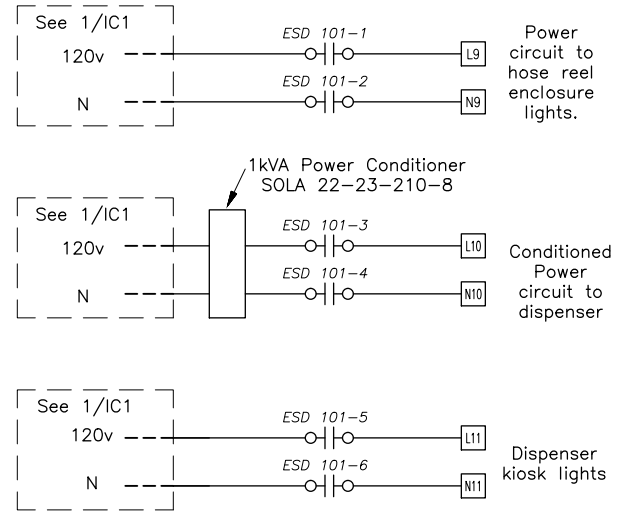 See 1/IC1
120v
N
ESD 101-1
ESD 101-2
L9
N9
Power
circuit to
hose reel
enclosure
lights.
1kVA Power Conditioner
SOLA 22-23-210-8
See 1/IC1
120v
N
ESD 101-3
ESD 101-4
L10
N10
Conditioned
Power
circuit to
dispenser
See 1/IC1
120v
N
ESD 101-5
ESD 101-6
L11
N11
Dispenser
kiosk lights